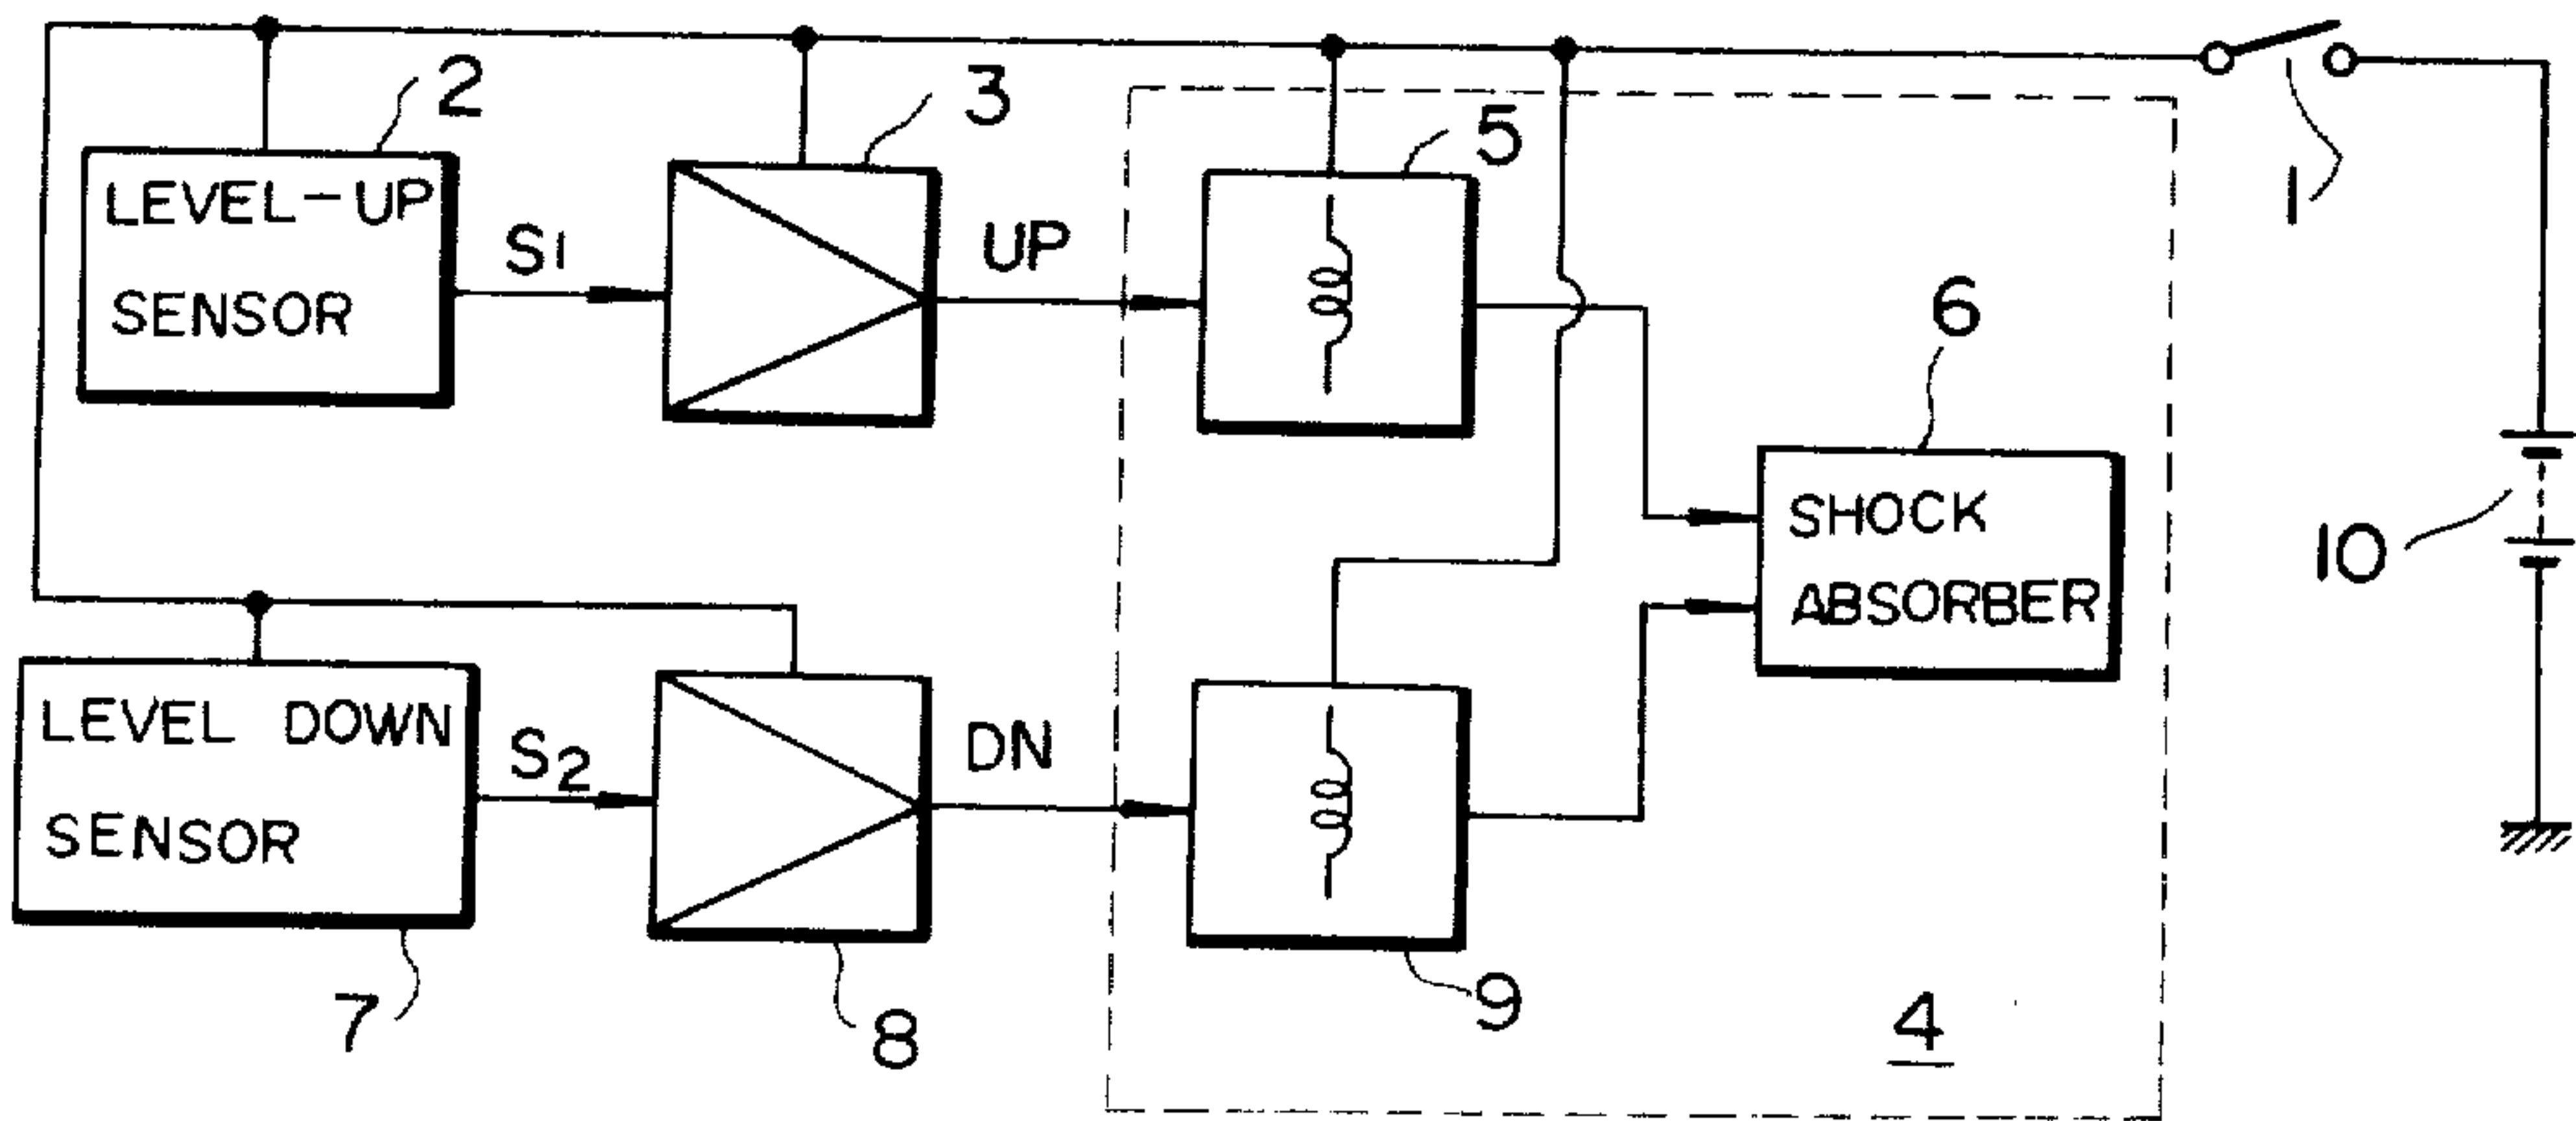 2
3
5
1
LEVEL-UP
SENSOR
S1
UP
6
SHOCK
ABSORBER
10
LEVEL DOWN
SENSOR
S2
DN
7
8
9
4